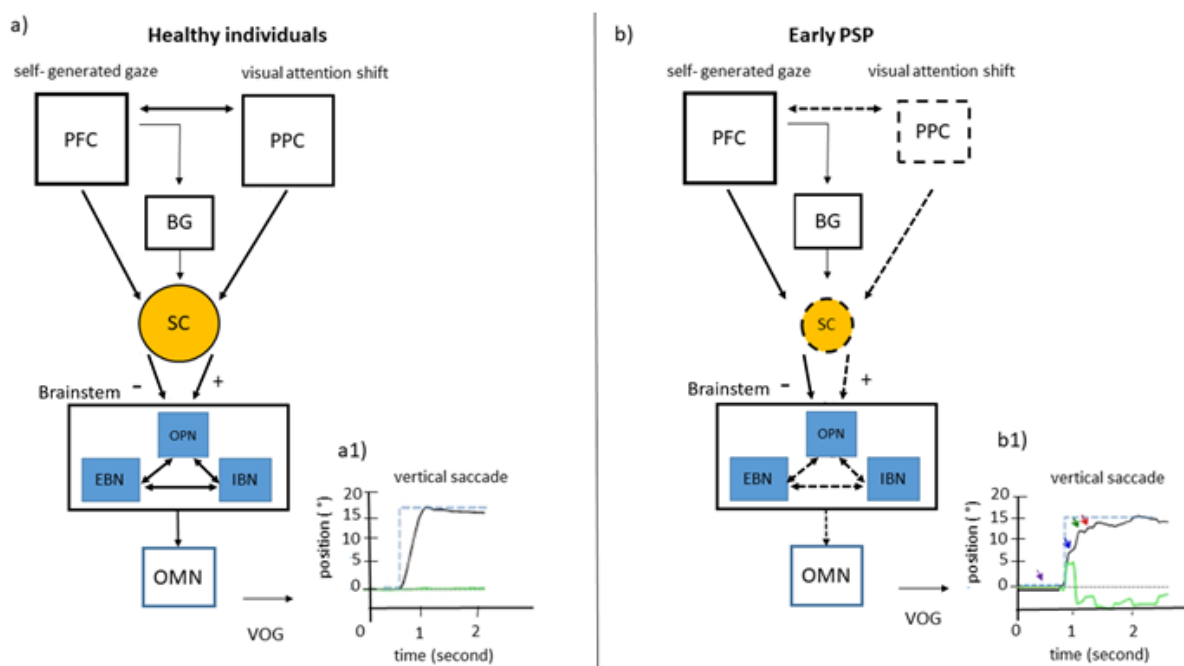 a)
Healthy individuals
self- generated gaze
visual attention shift
PFC
PPC
BG
SC
-
+
Brainstem
OPN
EBN
IBN
OMN
VOG
a1)
vertical saccade
position ( °)
20
15
10
5
0
0
1
2
time (second)
b)
Early PSP
self-generated gaze
visual attention shift
PFC
PPC
BG
SC
-
+
Brainstem
OPN
EBN
IBN
OMN
VOG
b1)
vertical saccade
position ( °)
20
15
10
5
0
0
1
2
time (second)